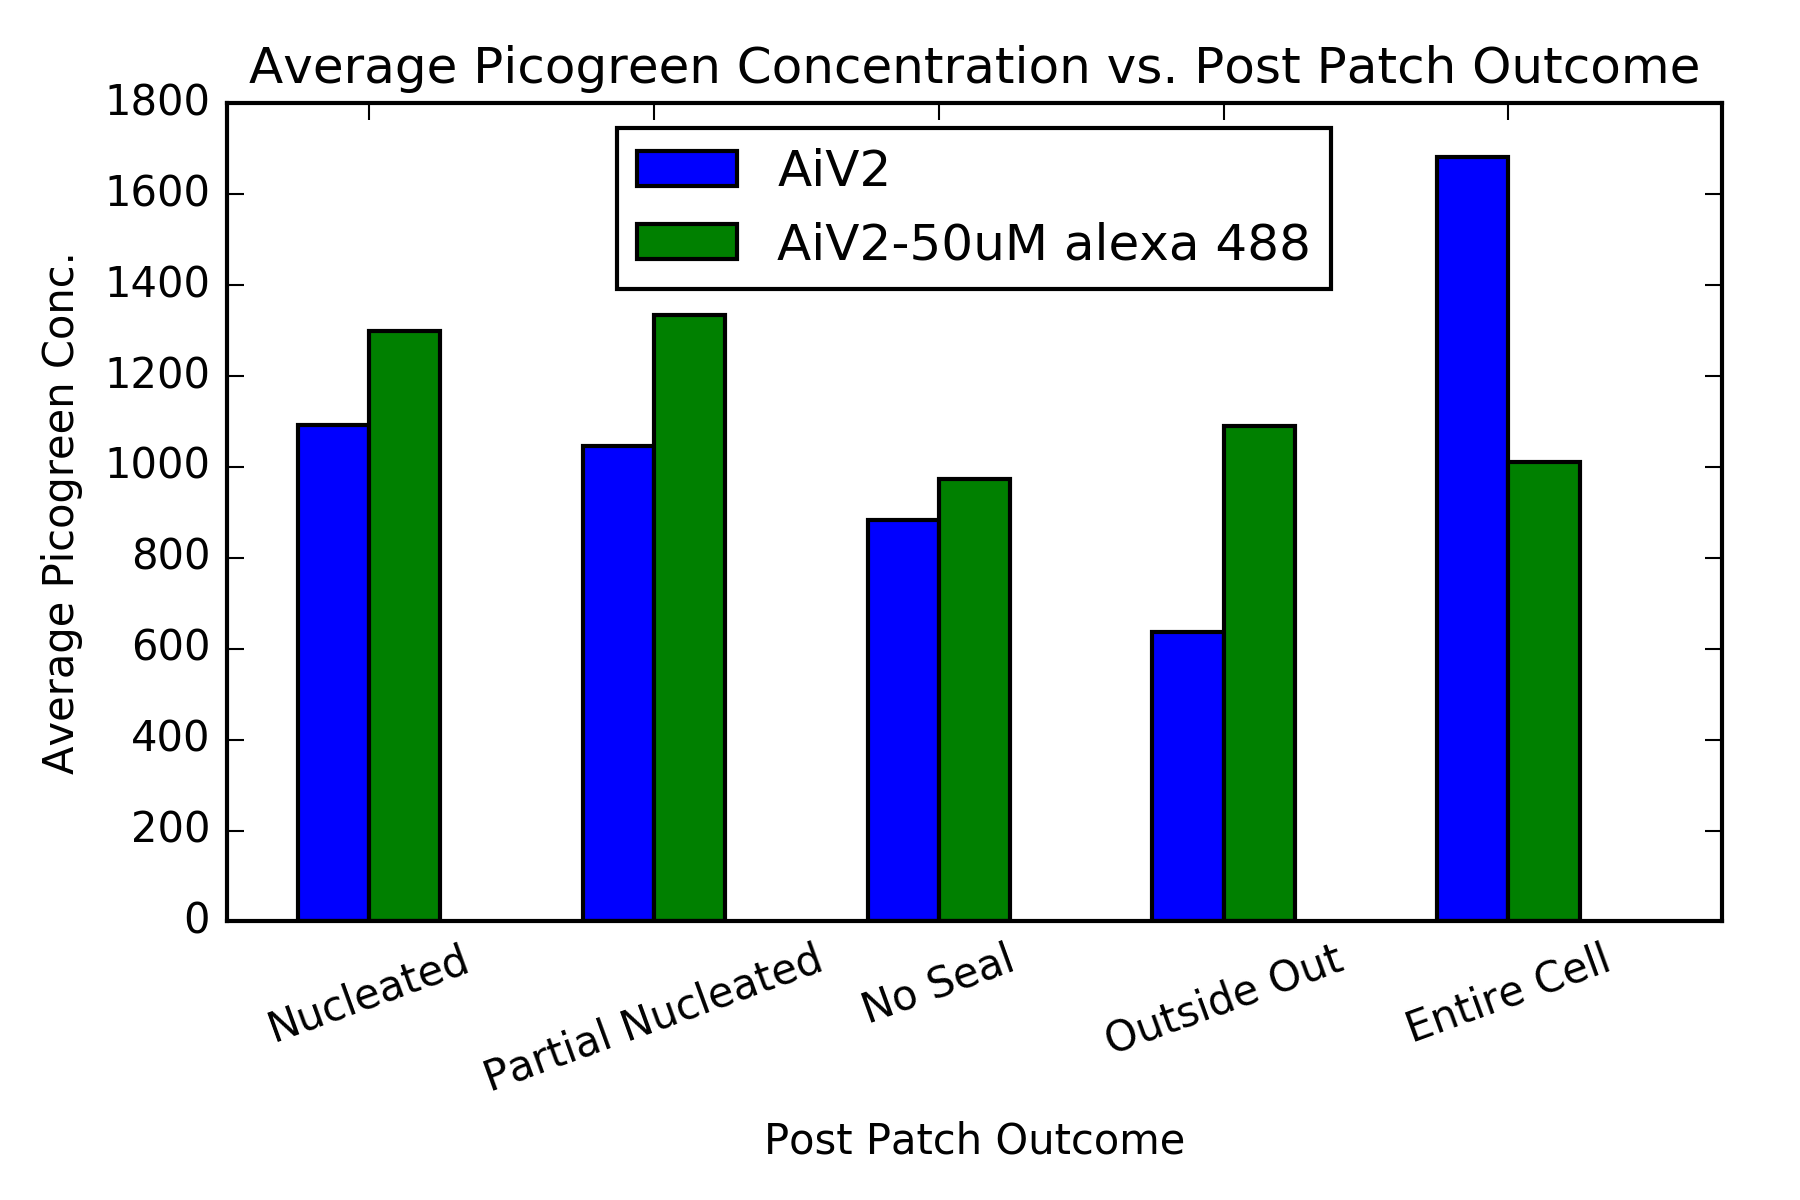 Average Picogreen Concentration vs. Post Patch Outcome
1800
1600
1400
1200
1000
800
600
400
200
0
Average Picogreen Conc.
AiV2
AiV2-50uM alexa 488
Nucleated
Partial Nucleated
No Seal
Outside Out
Entire Cell
Post Patch Outcome